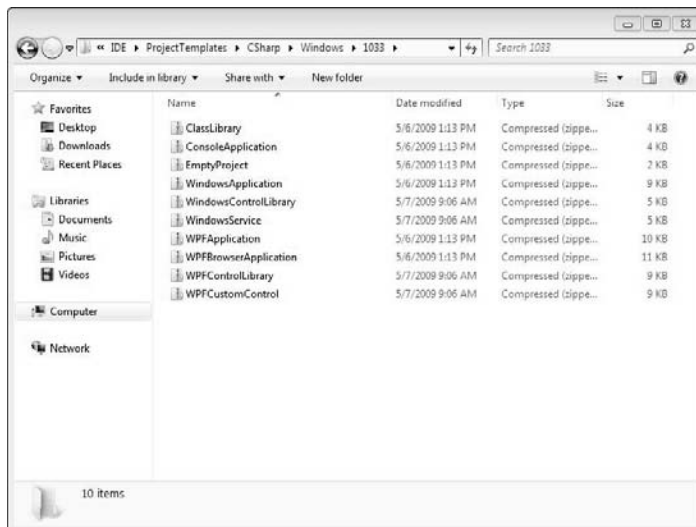 « IDE ▸ ProjectTemplates ▸ CSharp ▸ Windows ▸ 1033 ▸ Search 1033
Organize ▾ Include in library ▾ Share with ▾ New folder
Favorites
Desktop
Downloads
Recent Places
Libraries
Documents
Music
Pictures
Videos
Computer
Network
Name Date modified Type Size
ClassLibrary 5/6/2009 1:13 PM Compressed (zippe... 4 KB
ConsoleApplication 5/6/2009 1:13 PM Compressed (zippe... 4 KB
EmptyProject 5/6/2009 1:13 PM Compressed (zippe... 2 KB
WindowsApplication 5/6/2009 1:13 PM Compressed (zippe... 9 KB
WindowsControlLibrary 5/7/2009 9:06 AM Compressed (zippe... 5 KB
WindowsService 5/7/2009 9:06 AM Compressed (zippe... 5 KB
WPFApplication 5/6/2009 1:13 PM Compressed (zippe... 10 KB
WPFBrowserApplication 5/6/2009 1:13 PM Compressed (zippe... 11 KB
WPFControlLibrary 5/7/2009 9:06 AM Compressed (zippe... 9 KB
WPFCustomControl 5/7/2009 9:06 AM Compressed (zippe... 9 KB
10 items